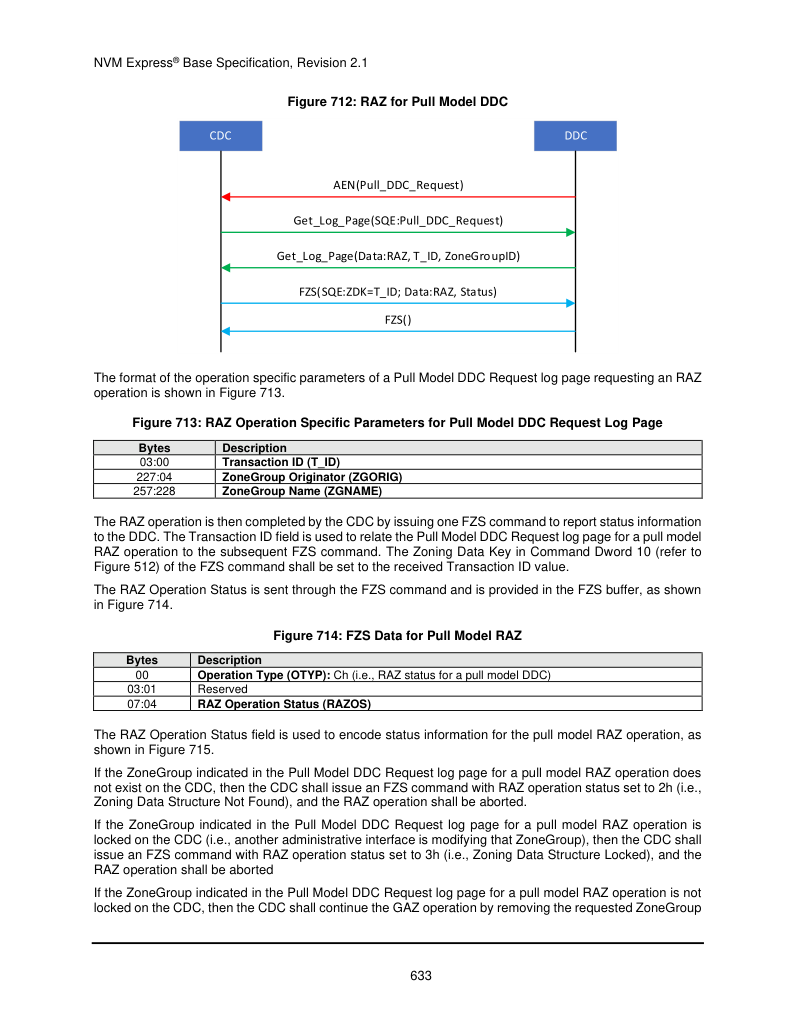 NVM Express® Base Specification, Revision 2.1
Figure 712: RAZ for Pull Model DDC
CDC
DDC
AEN(Pull_DDC_Request)
Get_Log_Page(SQE:Pull_DDC_Request)
Get_Log_Page(Data:RAZ, T_ID, ZoneGroupID)
FZS(SQE:ZDK=T_ID; Data:RAZ, Status)
FZS()
The format of the operation specific parameters of a Pull Model DDC Request log page requesting an RAZ
operation is shown in Figure 713.
Figure 713: RAZ Operation Specific Parameters for Pull Model DDC Request Log Page
Bytes Description
03:00 Transaction ID (T_ID)
227:04 ZoneGroup Originator (ZGORIG)
257:228 ZoneGroup Name (ZGNAME)
The RAZ operation is then completed by the CDC by issuing one FZS command to report status information
to the DDC. The Transaction ID field is used to relate the Pull Model DDC Request log page for a pull model
RAZ operation to the subsequent FZS command. The Zoning Data Key in Command Dword 10 (refer to
Figure 512) of the FZS command shall be set to the received Transaction ID value.
The RAZ Operation Status is sent through the FZS command and is provided in the FZS buffer, as shown
in Figure 714.
Figure 714: FZS Data for Pull Model RAZ
Bytes Description
00 Operation Type (OTYP): Ch (i.e., RAZ status for a pull model DDC)
03:01 Reserved
07:04 RAZ Operation Status (RAZOS)
The RAZ Operation Status field is used to encode status information for the pull model RAZ operation, as
shown in Figure 715.
If the ZoneGroup indicated in the Pull Model DDC Request log page for a pull model RAZ operation does
not exist on the CDC, then the CDC shall issue an FZS command with RAZ operation status set to 2h (i.e.,
Zoning Data Structure Not Found), and the RAZ operation shall be aborted.
If the ZoneGroup indicated in the Pull Model DDC Request log page for a pull model RAZ operation is
locked on the CDC (i.e., another administrative interface is modifying that ZoneGroup), then the CDC shall
issue an FZS command with RAZ operation status set to 3h (i.e., Zoning Data Structure Locked), and the
RAZ operation shall be aborted
If the ZoneGroup indicated in the Pull Model DDC Request log page for a pull model RAZ operation is not
locked on the CDC, then the CDC shall continue the GAZ operation by removing the requested ZoneGroup
633